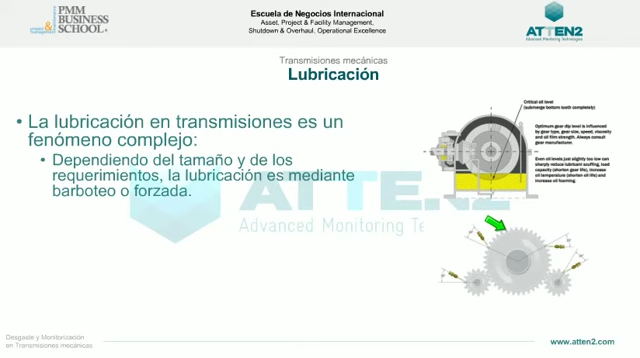 PMM
BUSINESS
SCHOOL
Escuela de Negocios Internacional
Asset, Project & Facility Management,
Shutdown & Overhaul, Operational Excellence
ATTEN2
Advanced Monitoring Technologies
Transmisiones mecánicas
Lubricación
• La lubricación en transmisiones es un
fenómeno complejo:
• Dependiendo del tamaño y de los
requerimientos, la lubricación es mediante
barboteo o forzada.
Critical oil level
(submerge bottom tooth completely)
Optimum gear dip level is influenced
by gear type, gear size, speed, viscosity
and oil film strength. Always consult
gear manufacturer.
Even oil levels just slightly too low can
sharply reduce lubricant scuffing, load
capacity (shorten gear life), increase
oil temperature (shorten oil life) and
increase oil foaming.
ATTEN2
Advanced Monitoring Te
Desgaste y Monitorización
en Transmisiones mecánicas
www.atten2.com